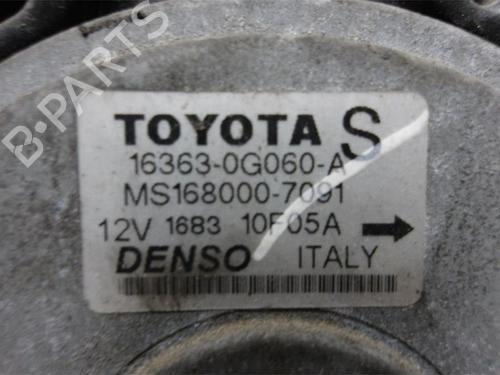 B-PARTS
TOYOTA S
16363-0G060-A
MS168000-7091
12V 1683 10F05A
DENSO ITALY